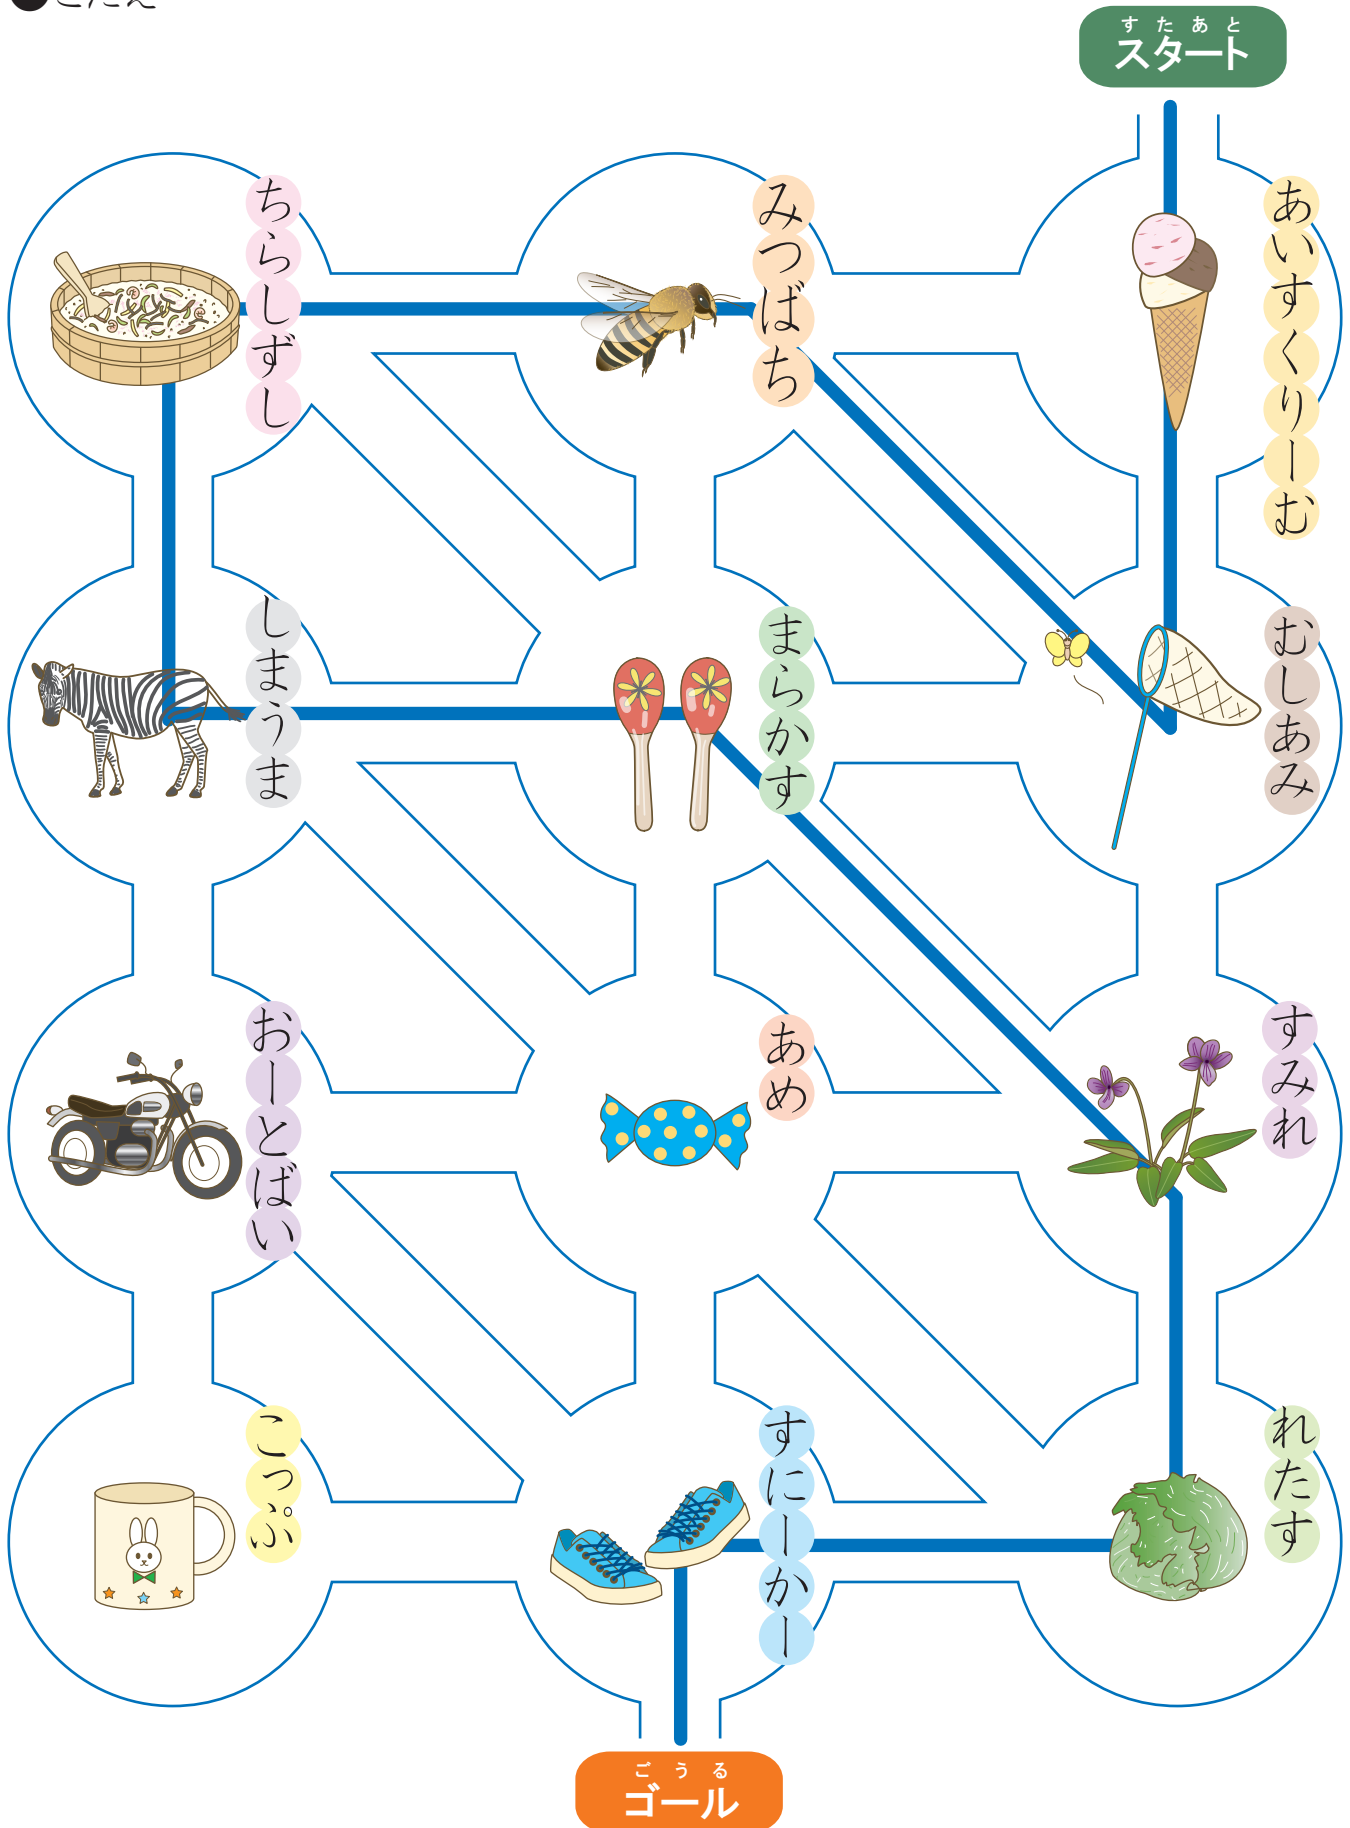 こたえ
すたあと
スタート
あいすくりーむ
みつばち
ちらしずし
むしあみ
まらかす
しまうま
すみれ
あめ
おーとばい
れたす
すにーかー
こっぷ
ごうる
ゴール